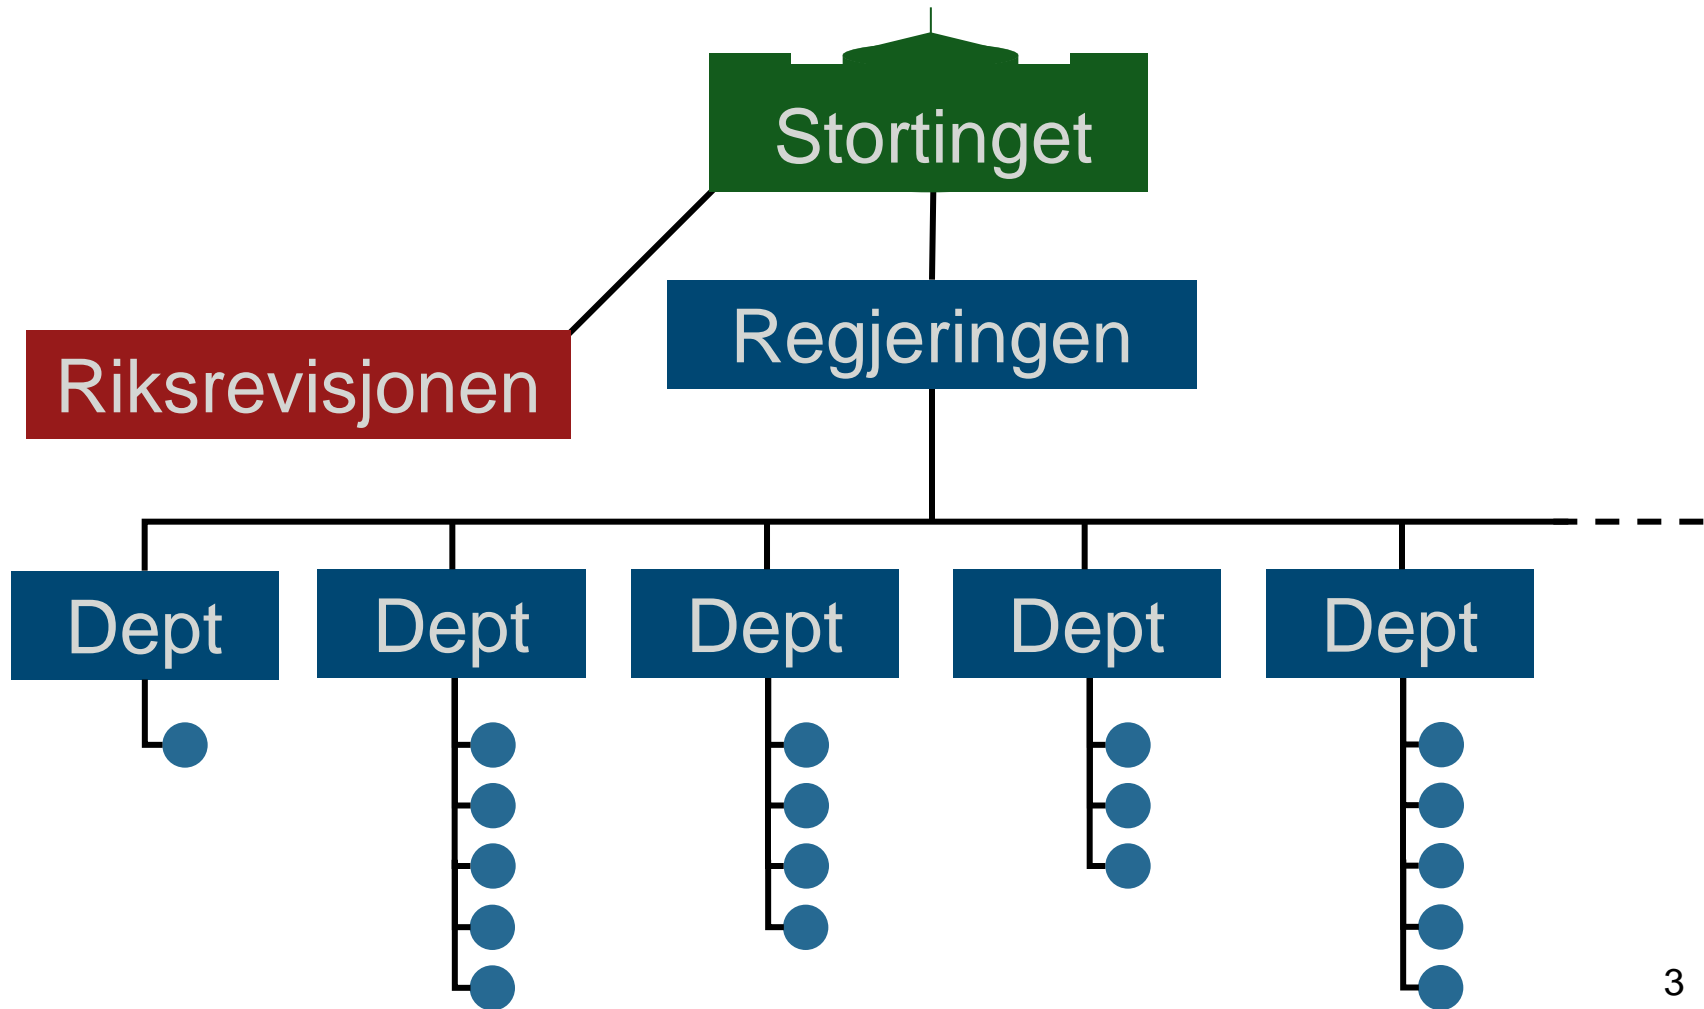 Stortinget
Regjeringen
Riksrevisjonen
Dept
Dept
Dept
Dept
Dept
3